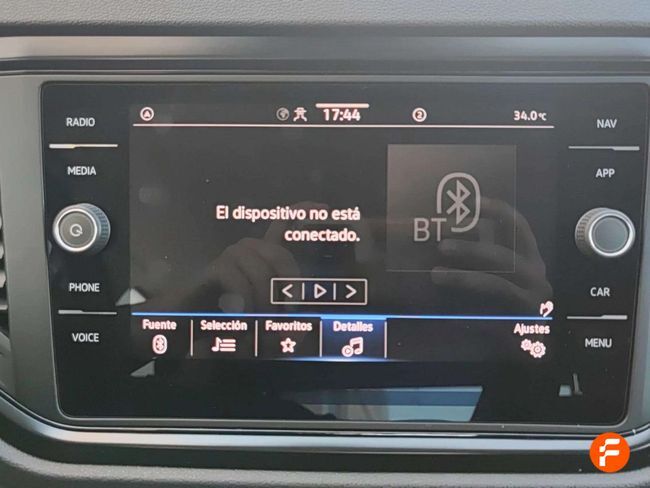 17:44
2
34.0°C
RADIO
MEDIA
PHONE
VOICE
NAV
APP
CAR
MENU
El dispositivo no está
conectado.
BT
Fuente
Selección
Favoritos
Detalles
Ajustes